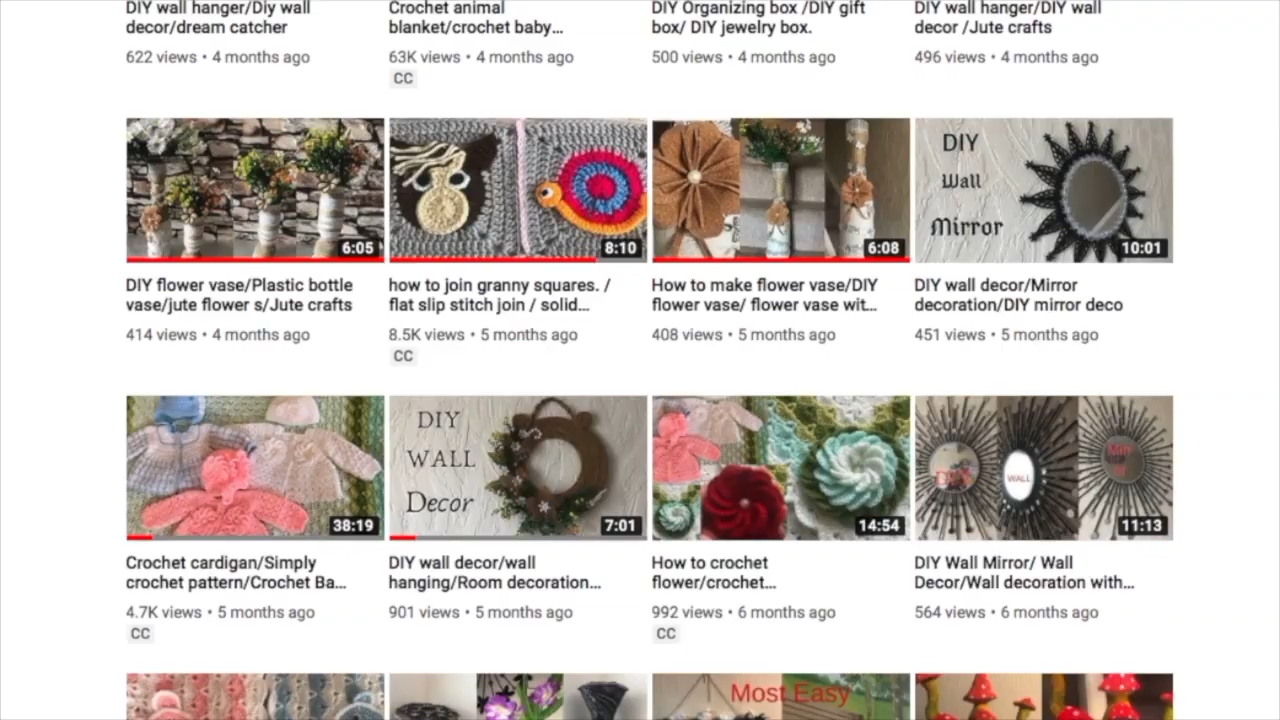 DIY wall hanger/Diy wall
decor/dream catcher
622 views • 4 months ago
Crochet animal
blanket/crochet baby...
63K views • 4 months ago
CC
DIY Organizing box /DIY gift
box/ DIY jewelry box.
500 views • 4 months ago
DIY wall hanger/DIY wall
decor /Jute crafts
496 views • 4 months ago
6:05
DIY flower vase/Plastic bottle
vase/jute flower s/Jute crafts
414 views • 4 months ago
8:10
how to join granny squares. /
flat slip stitch join / solid...
8.5K views • 5 months ago
CC
6:08
How to make flower vase/DIY
flower vase/ flower vase wit...
408 views • 5 months ago
DIY
Wall
Mirror
10:01
DIY wall decor/Mirror
decoration/DIY mirror deco
451 views • 5 months ago
38:19
Crochet cardigan/Simply
crochet pattern/Crochet Ba...
4.7K views • 5 months ago
CC
DIY
WALL
Decor
7:01
DIY wall decor/wall
hanging/Room decoration...
901 views • 5 months ago
14:54
How to crochet
flower/crochet...
992 views • 6 months ago
CC
DIY
WALL
11:13
DIY Wall Mirror/ Wall
Decor/Wall decoration with...
564 views • 6 months ago
Most Easy